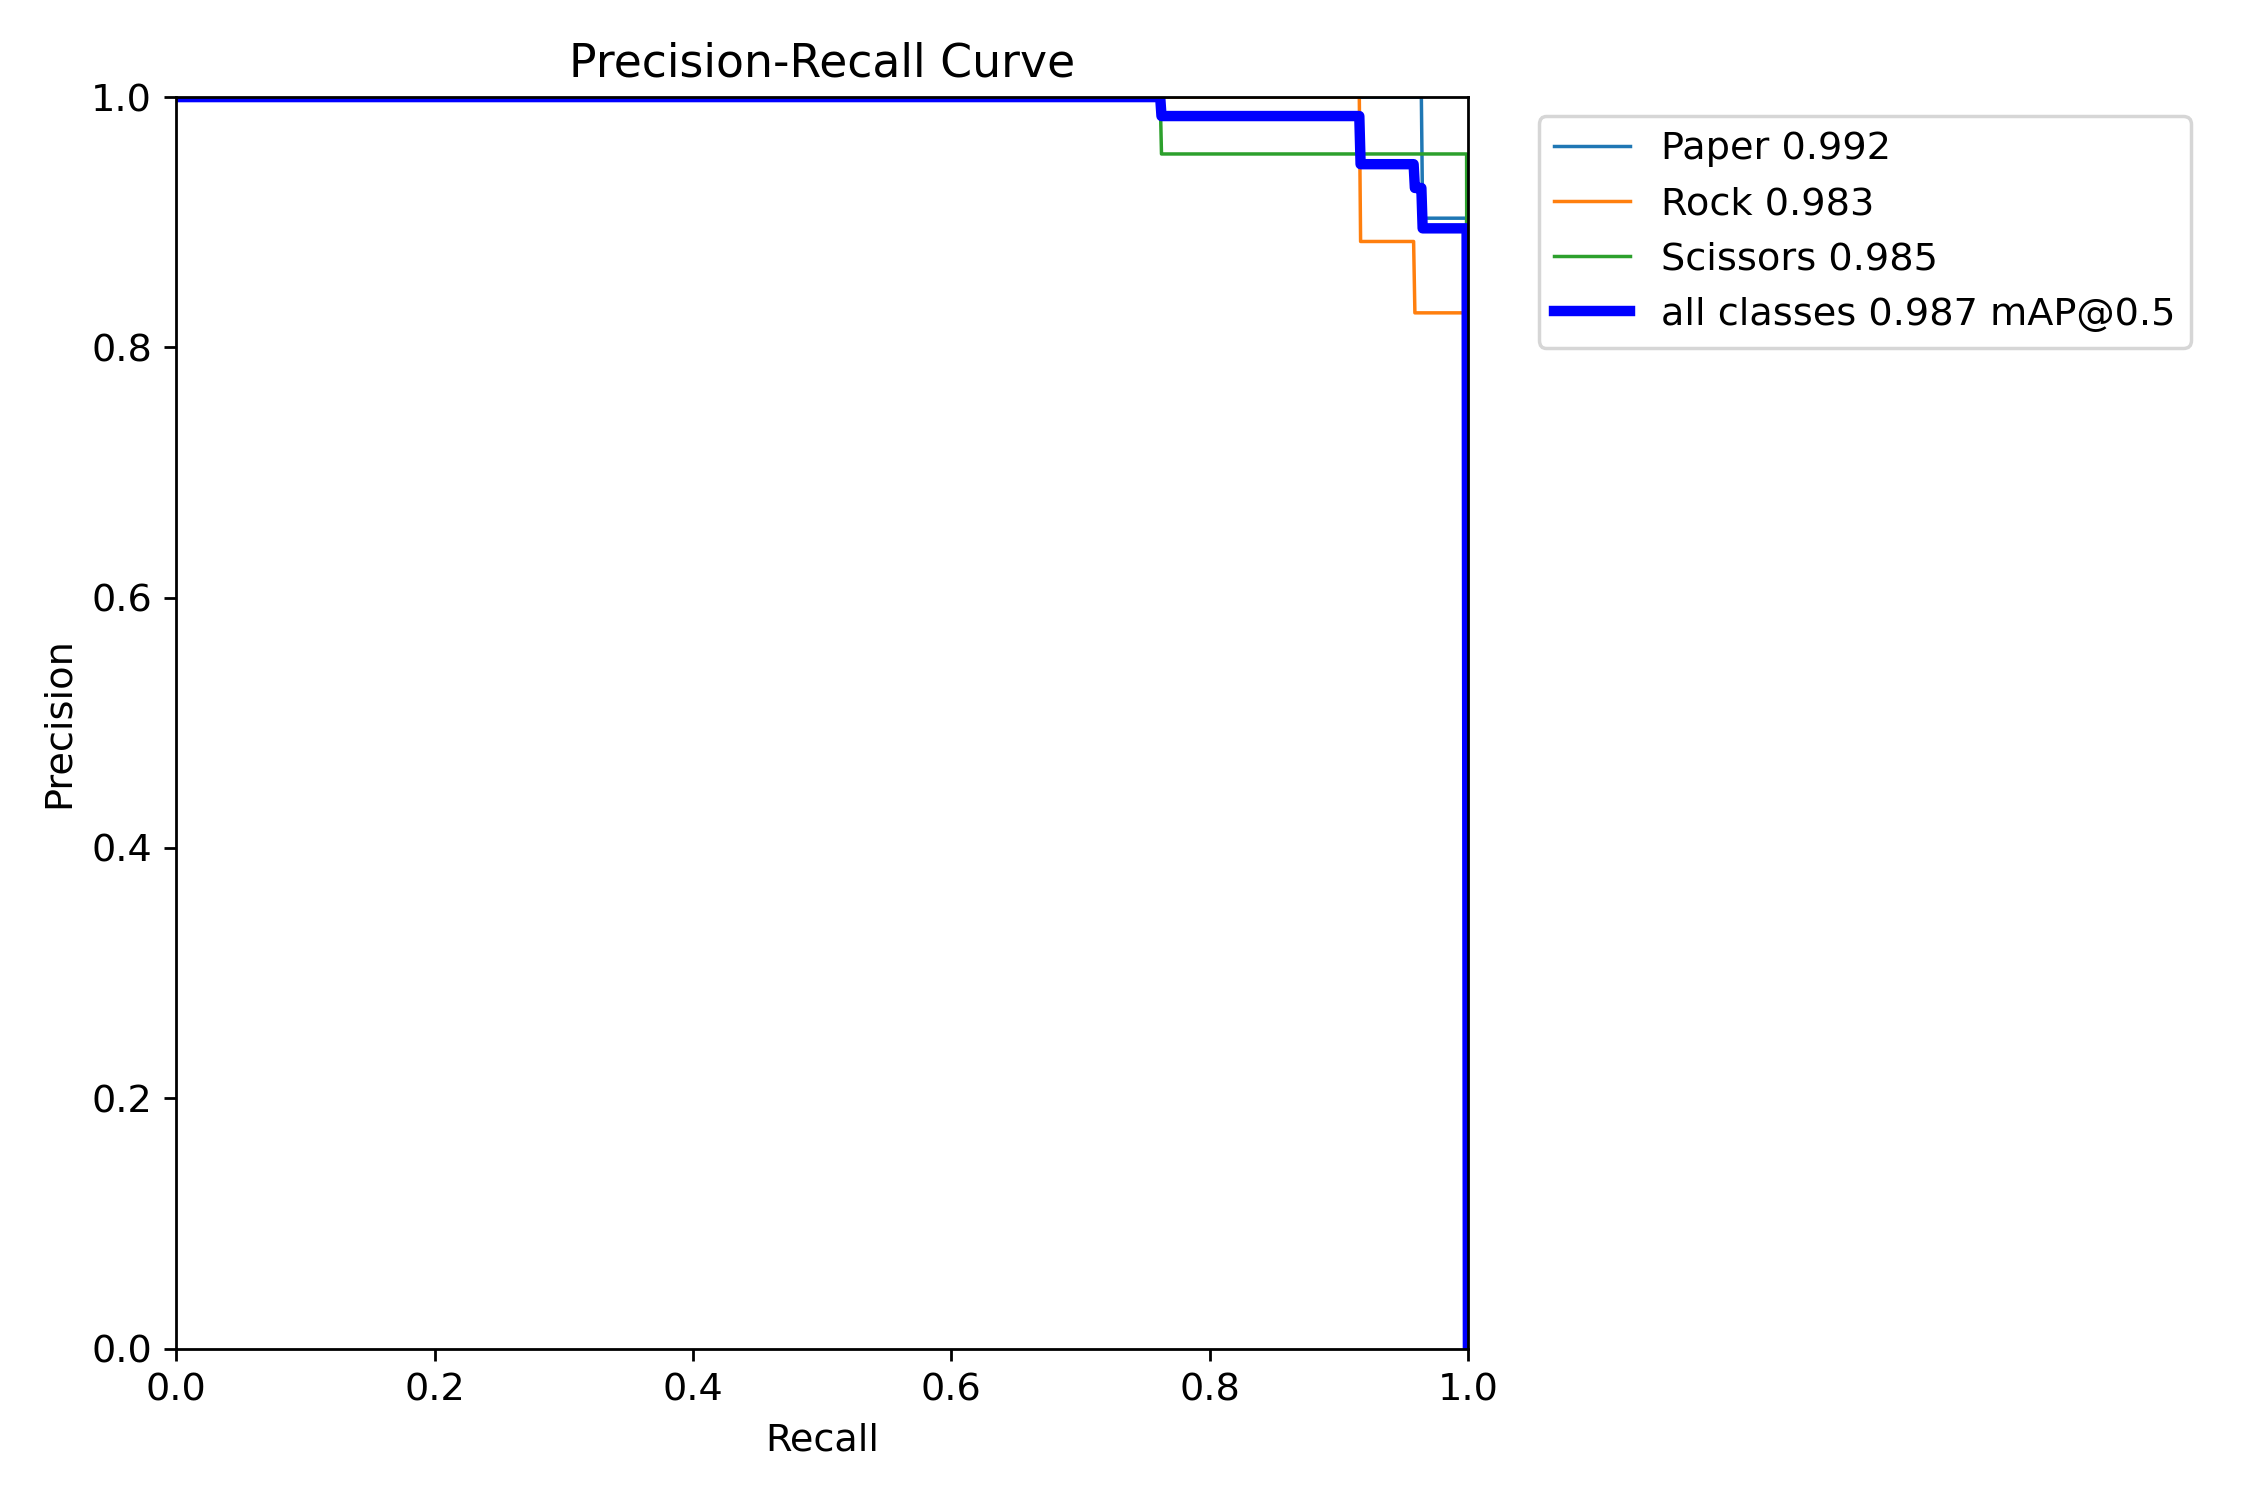 Precision-Recall Curve
1.0
0.8
0.6
0.4
0.2
0.0
Precision
0.0 0.2 0.4 0.6 0.8 1.0
Recall
Paper 0.992
Rock 0.983
Scissors 0.985
all classes 0.987 mAP@0.5